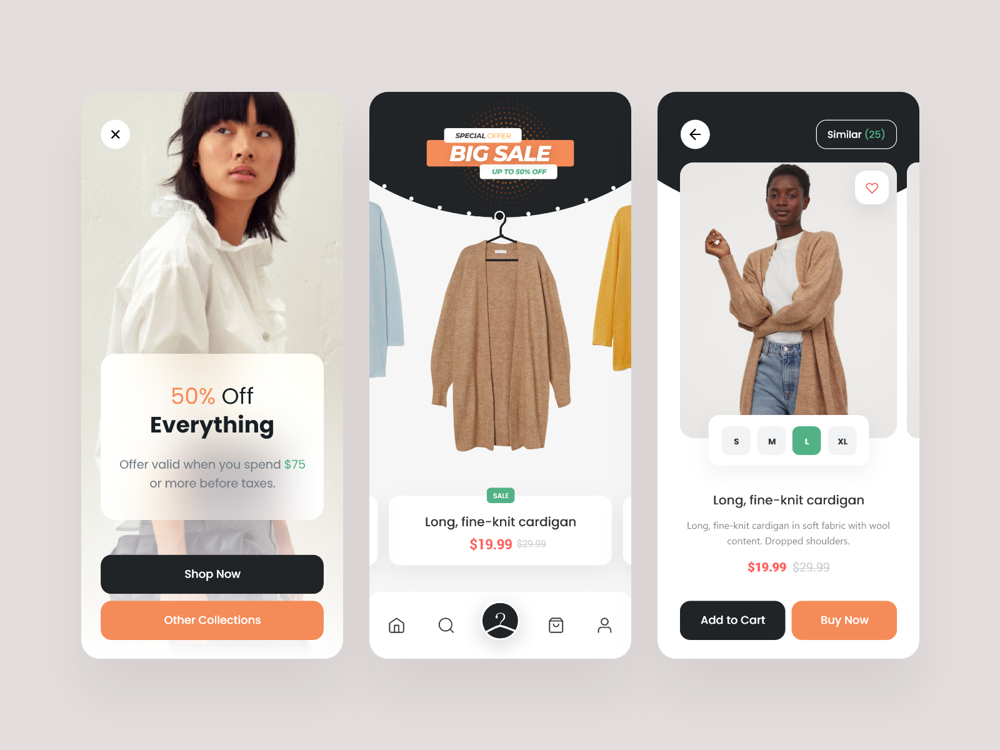 50% Off
Everything
Offer valid when you spend $75
or more before taxes.
Shop Now
Other Collections
SPECIAL OFFER
BIG SALE
UP TO 50% OFF
SALE
Long, fine-knit cardigan
$19.99 $29.99
Similar (25)
S M L XL
Long, fine-knit cardigan
Long, fine-knit cardigan in soft fabric with wool
content. Dropped shoulders.
$19.99 $29.99
Add to Cart Buy Now